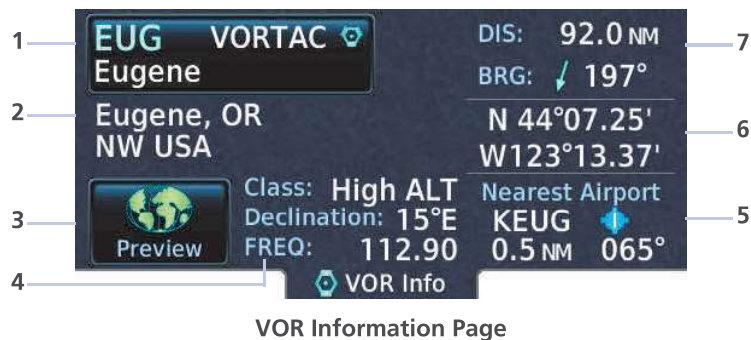 1
EUG VORTAC
Eugene
DIS: 92.0 NM
BRG: 197°
7
2
Eugene, OR
NW USA
N 44°07.25'
W123°13.37'
6
3
Preview
Class: High ALT
Declination: 15°E
FREQ: 112.90
4
Nearest Airport
KEUG
0.5 NM 065°
5
VOR Info
VOR Information Page